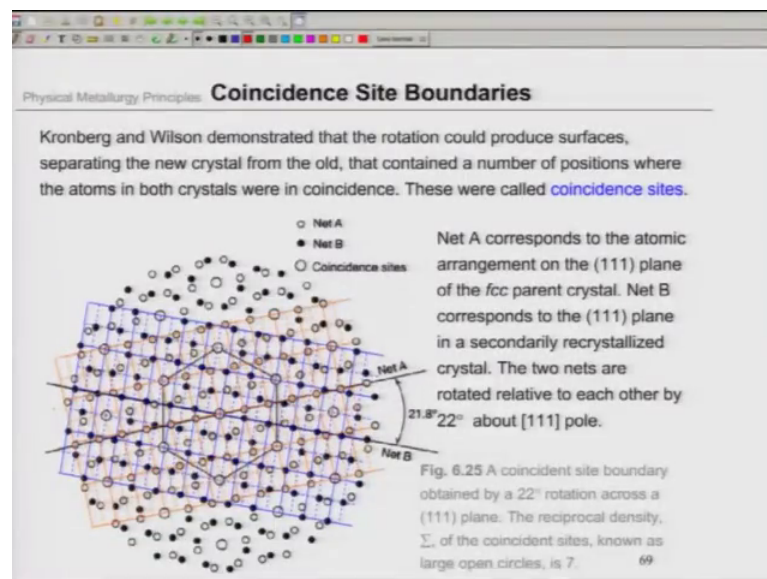 Physical Metallurgy Principles Coincidence Site Boundaries
Kronberg and Wilson demonstrated that the rotation could produce surfaces,
separating the new crystal from the old, that contained a number of positions where
the atoms in both crystals were in coincidence. These were called coincidence sites.
Net A
Net B
Coincidence sites
Net A
21.8°
Net B
Net A corresponds to the atomic
arrangement on the (111) plane
of the fcc parent crystal. Net B
corresponds to the (111) plane
in a secondarily recrystallized
crystal. The two nets are
rotated relative to each other by
22° about [111] pole.
Fig. 6.25 A coincident site boundary
obtained by a 22° rotation across a
(111) plane. The reciprocal density,
Σ, of the coincident sites, known as
large open circles, is 7.
69